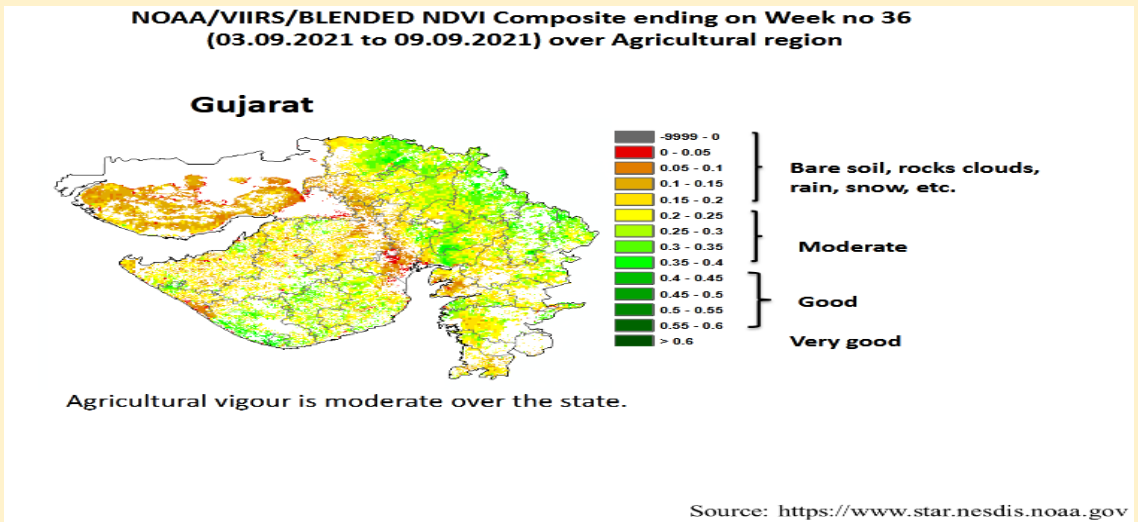 NOAA/VIIRS/BLENDED NDVI Composite ending on Week no 36
(03.09.2021 to 09.09.2021) over Agricultural region
Gujarat
-9999 - 0
0 - 0.05
0.05 - 0.1
0.1 - 0.15
0.15 - 0.2
0.2 - 0.25
0.25 - 0.3
0.3 - 0.35
0.35 - 0.4
0.4 - 0.45
0.45 - 0.5
0.5 - 0.55
0.55 - 0.6
> 0.6
Bare soil, rocks clouds,
rain, snow, etc.
Moderate
Good
Very good
Agricultural vigour is moderate over the state.
Source: https://www.star.nesdis.noaa.gov